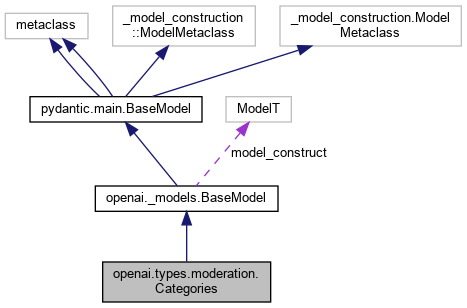 metaclass
_model_construction
::ModelMetaclass
_model_construction.Model
Metaclass
pydantic.main.BaseModel
ModelT
model_construct
openai._models.BaseModel
openai.types.moderation.
Categories